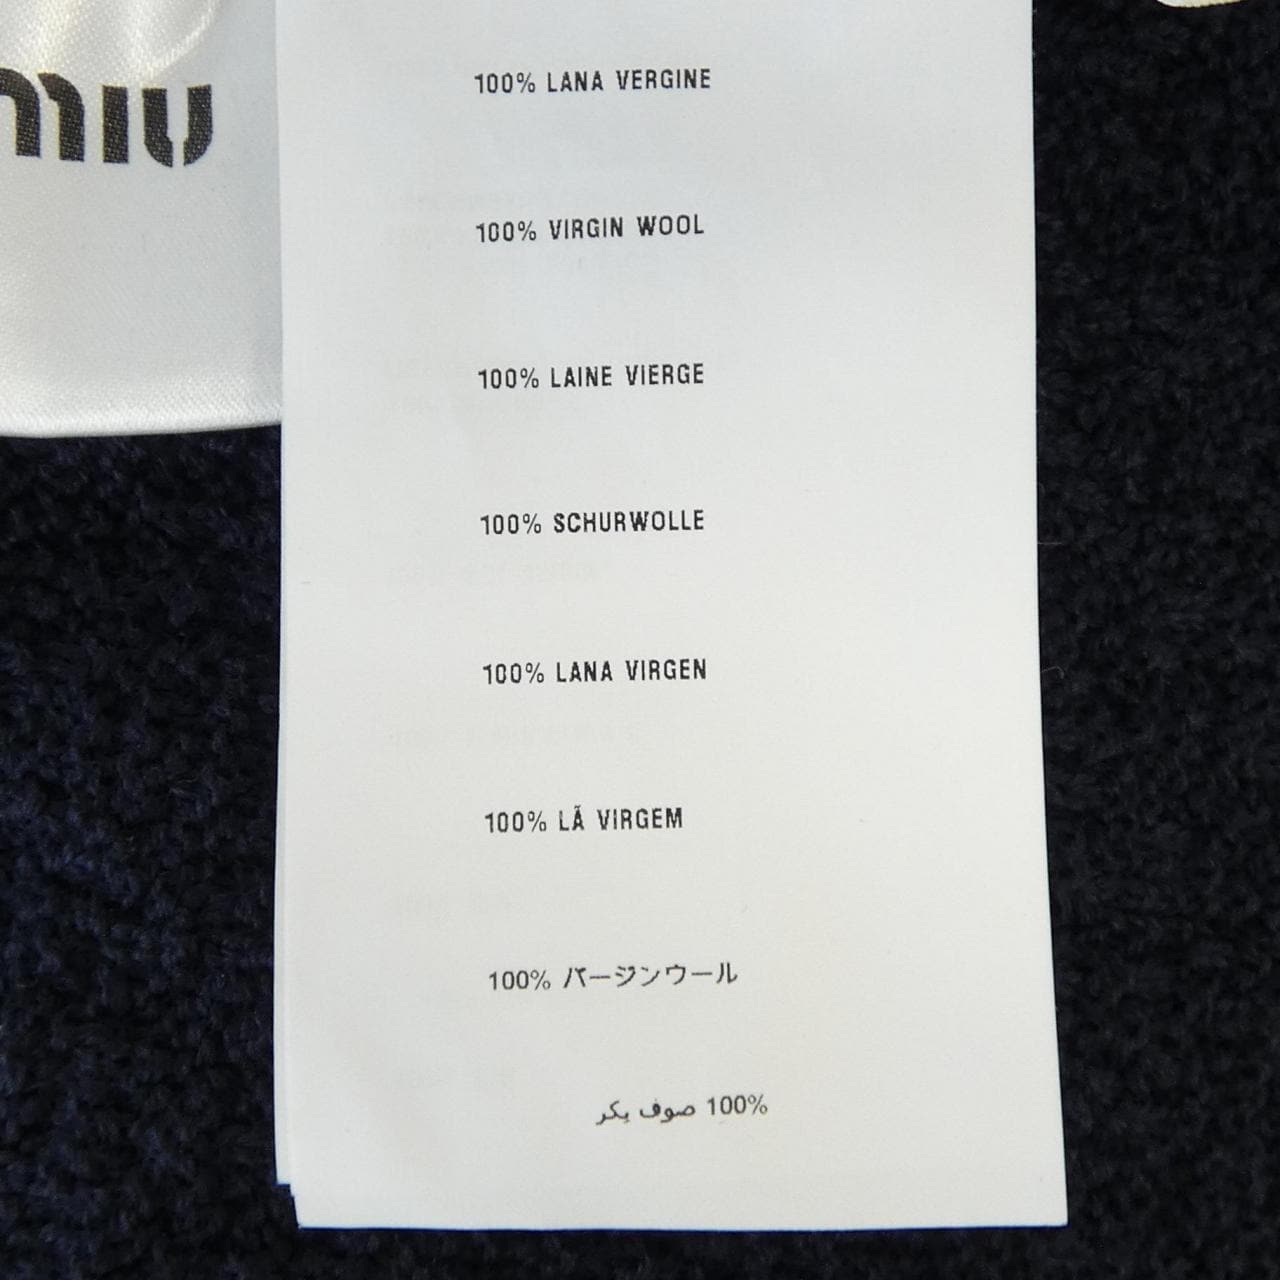 miu
100% LANA VERGINE
100% VIRGIN WOOL
100% LAINE VIERGE
100% SCHURWOLLE
100% LANA VIRGEN
100% LÃ VIRGEM
100% バージンウール
100% صوف بكر